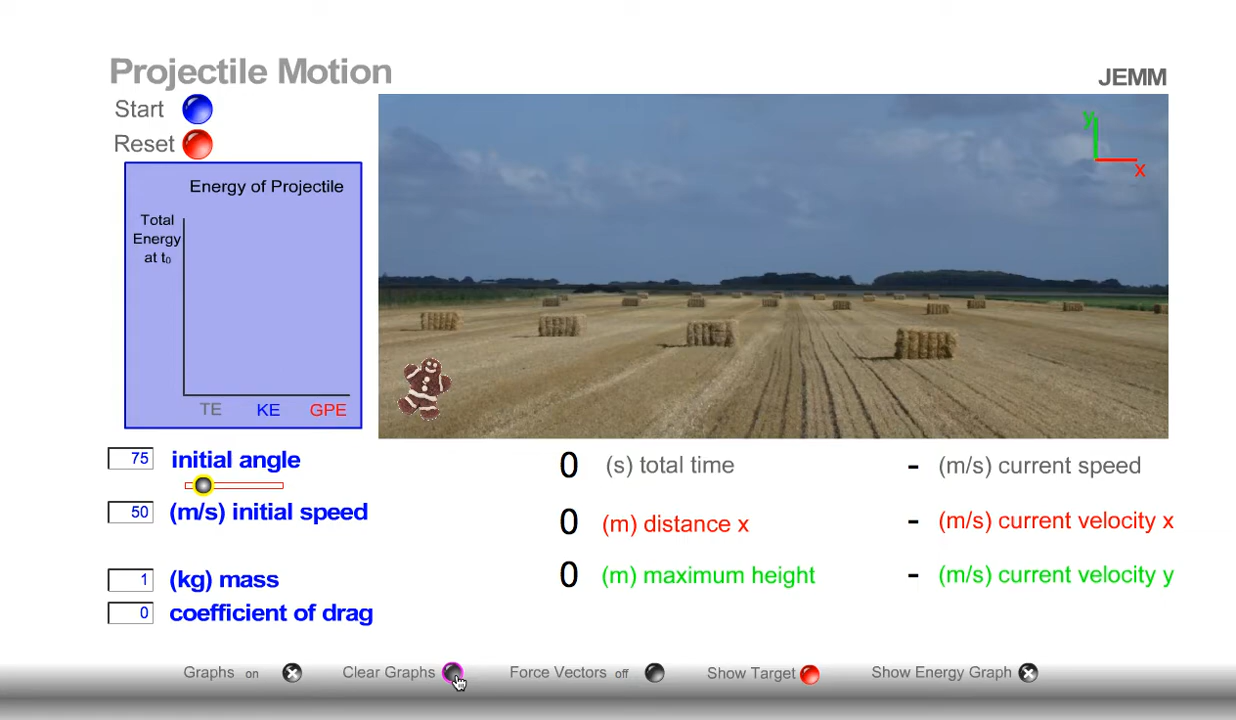 Projectile Motion
JEMM
Start
Reset
Energy of Projectile
Total
Energy
at t₀
TE KE GPE
y
x
75 initial angle
50 (m/s) initial speed
1 (kg) mass
0 coefficient of drag
0 (s) total time
0 (m) distance x
0 (m) maximum height
- (m/s) current speed
- (m/s) current velocity x
- (m/s) current velocity y
Graphs on Clear Graphs Force Vectors off Show Target Show Energy Graph